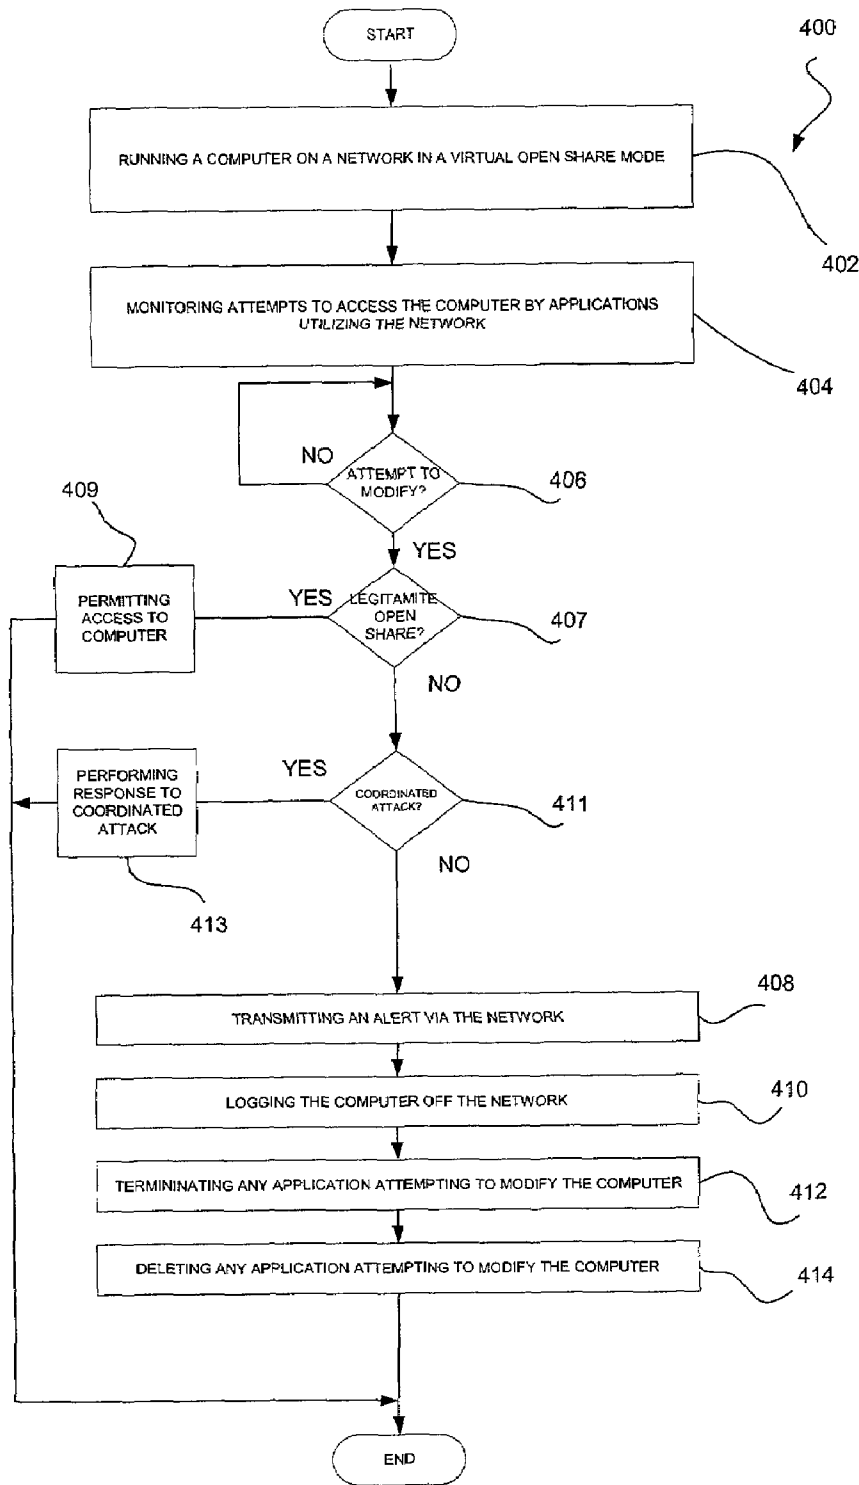 START
400
RUNNING A COMPUTER ON A NETWORK IN A VIRTUAL OPEN SHARE MODE
402
MONITORING ATTEMPTS TO ACCESS THE COMPUTER BY APPLICATIONS
UTILIZING THE NETWORK
404
NO
ATTEMPT TO
MODIFY?
406
YES
409
PERMITTING
ACCESS TO
COMPUTER
YES
LEGITAMITE
OPEN
SHARE?
407
NO
PERFORMING
RESPONSE TO
COORDINATED
ATTACK
YES
COORDINATED
ATTACK?
411
NO
413
408
TRANSMITTING AN ALERT VIA THE NETWORK
LOGGING THE COMPUTER OFF THE NETWORK
410
TERMININATING ANY APPLICATION ATTEMPTING TO MODIFY THE COMPUTER
412
DELETING ANY APPLICATION ATTEMPTING TO MODIFY THE COMPUTER
414
END